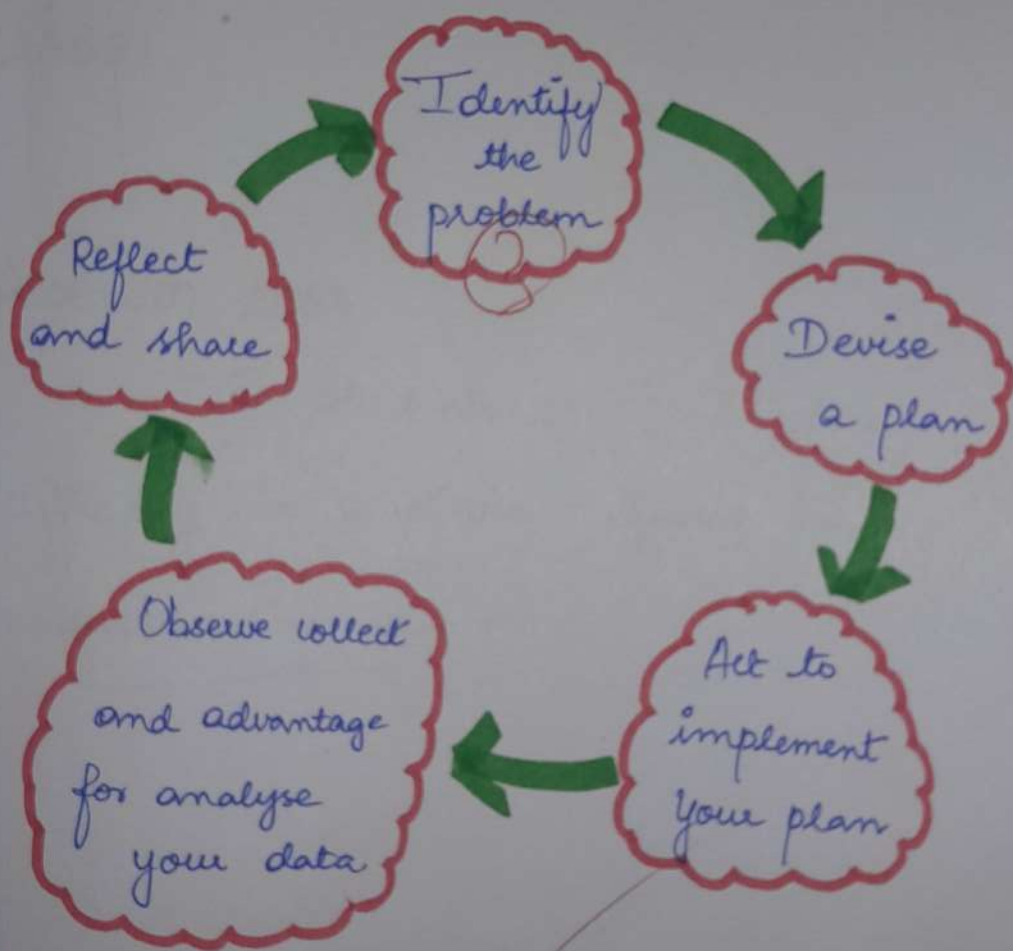 Identify
the
problem
Devise
a plan
Act to
implement
your plan
Observe collect
and advantage
for analyse
your data
Reflect
and share